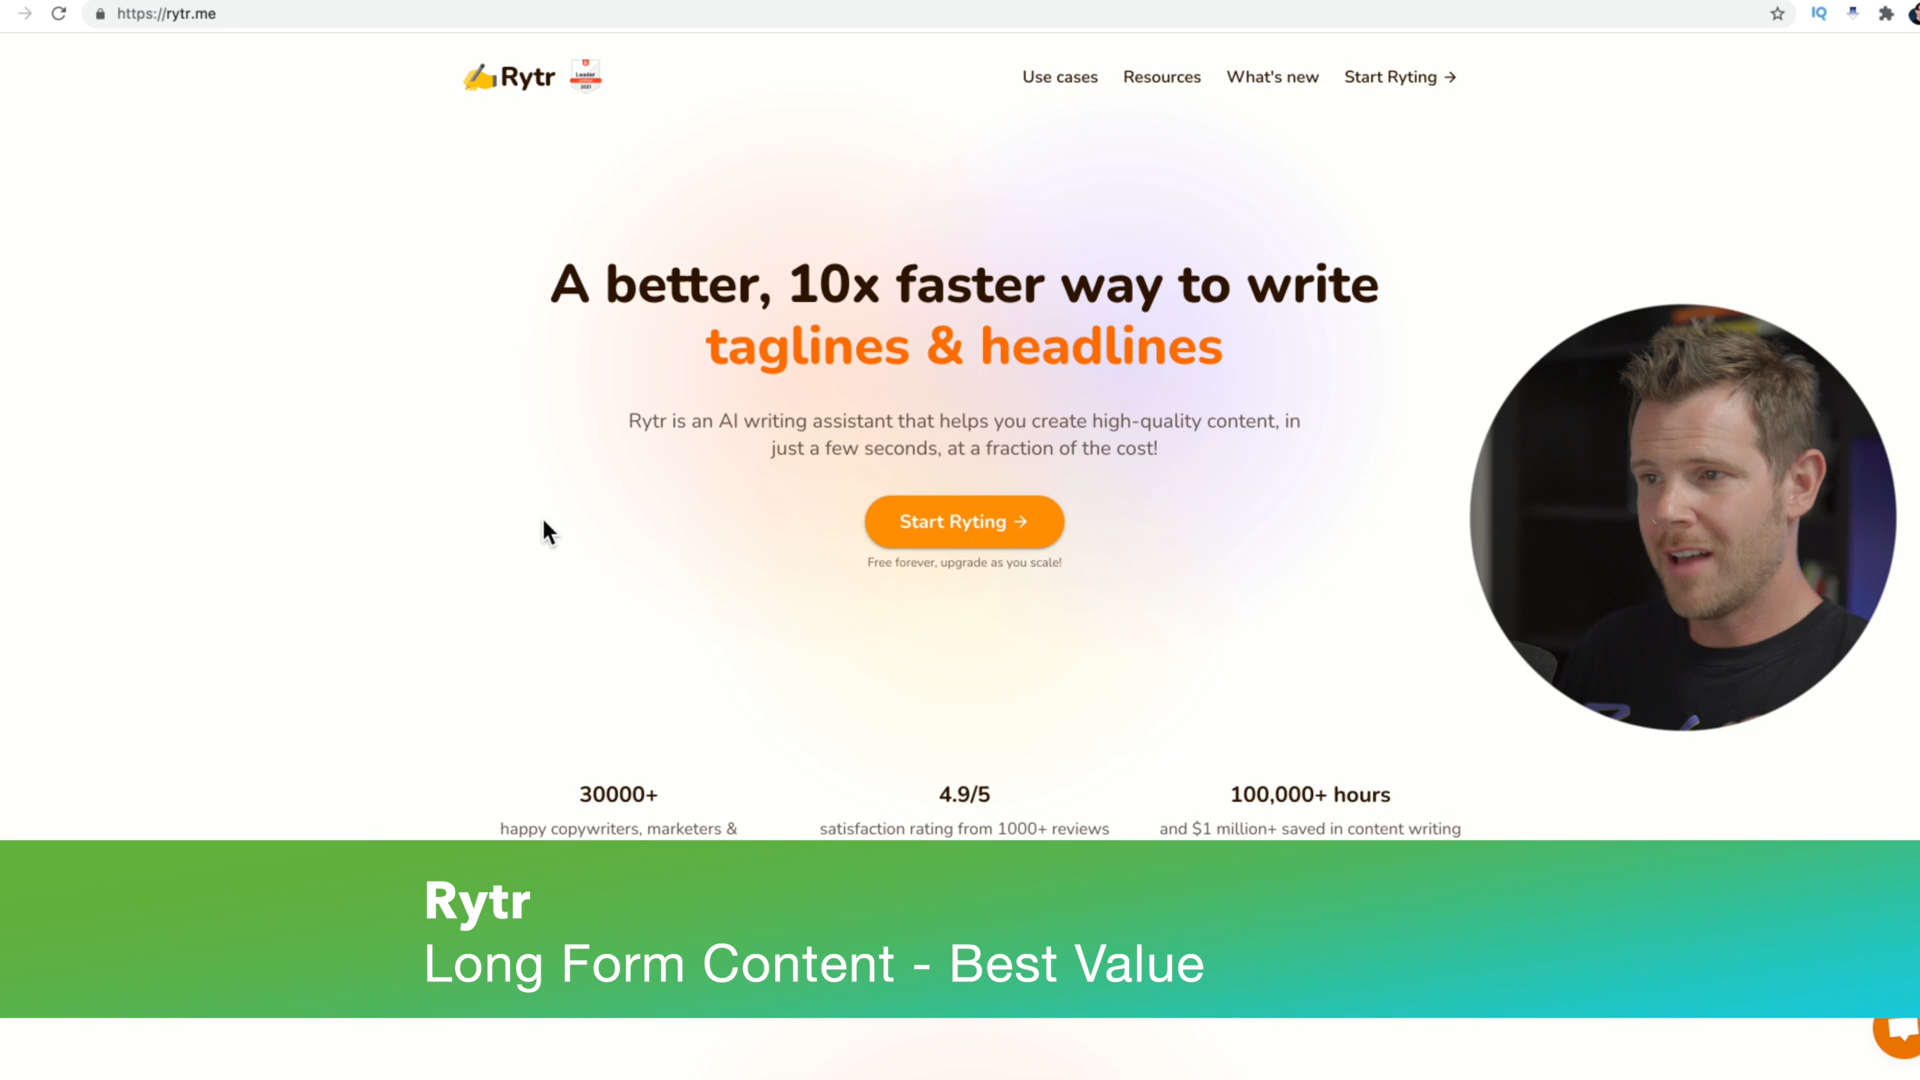 https://rytr.me
IQ
Rytr
Leader
2021
Use cases
Resources
What's new
Start Ryting →
A better, 10x faster way to write
taglines & headlines
Rytr is an AI writing assistant that helps you create high-quality content, in
just a few seconds, at a fraction of the cost!
Start Ryting →
Free forever, upgrade as you scale!
30000+
happy copywriters, marketers &
4.9/5
satisfaction rating from 1000+ reviews
100,000+ hours
and $1 million+ saved in content writing
Rytr
Long Form Content - Best Value